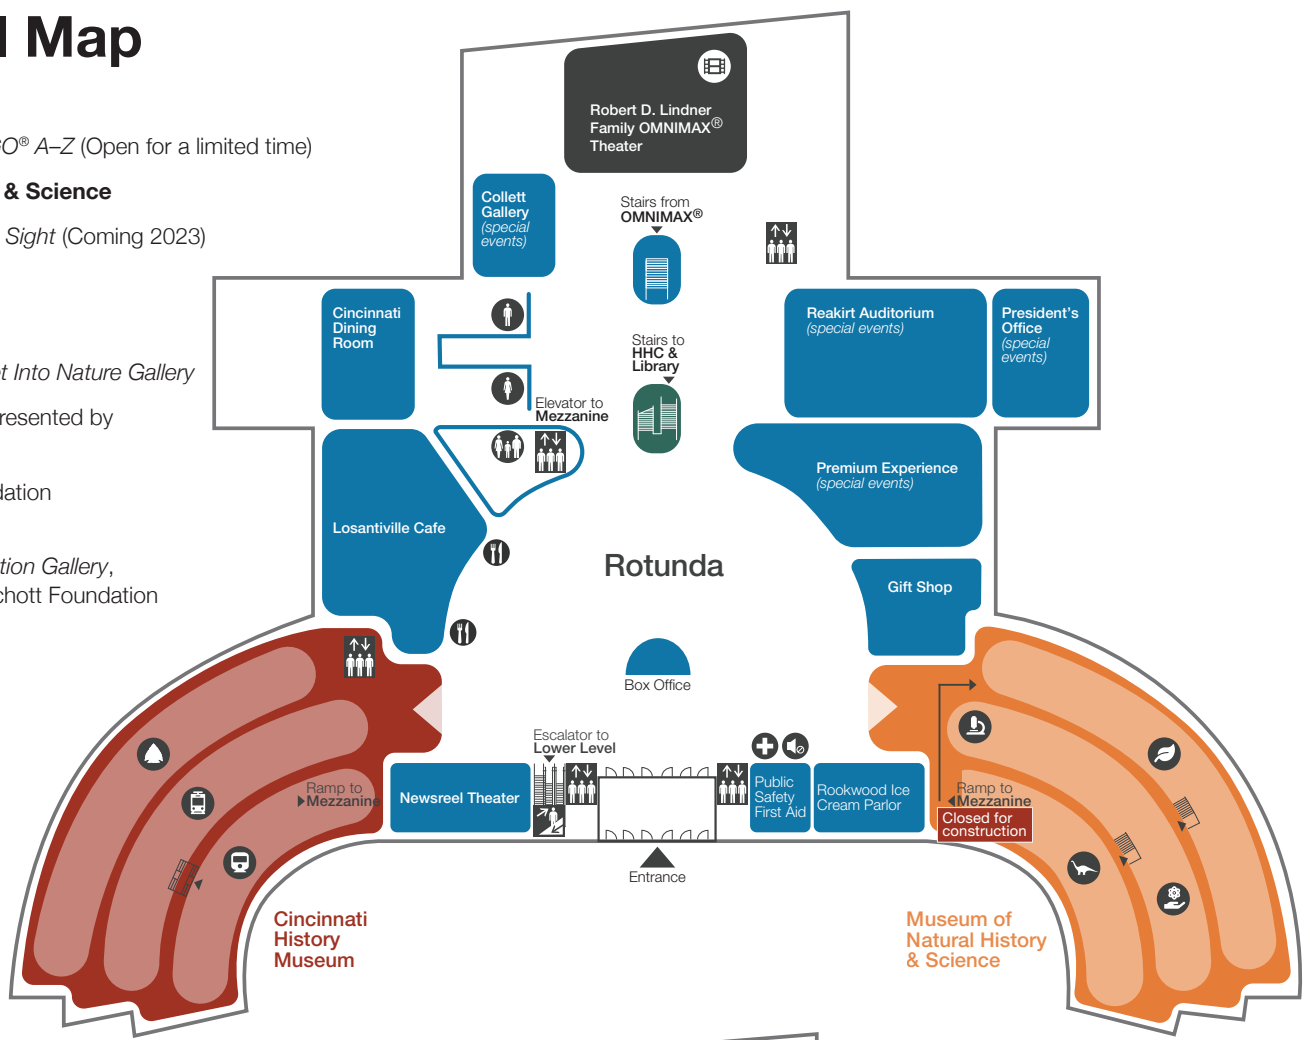 Map
A–Z (Open for a limited time)
& Science
Sight (Coming 2023)
Into Nature Gallery
resented by
Gallery,
Foundation
Robert D. Lindner
Family OMNIMAX®
Theater
Collett
Gallery
(special
events)
Stairs from
OMNIMAX®
Cincinnati
Dining
Room
Stairs to
HHC &
Library
Reakirt Auditorium
(special events)
President's
Office
(special
events)
Elevator to
Mezzanine
Premium Experience
(special events)
Losantiville Cafe
Rotunda
Gift Shop
Box Office
Escalator to
Lower Level
Ramp to
Mezzanine
Newsreel Theater
Public
Safety
First Aid
Rookwood Ice
Cream Parlor
Ramp to
Mezzanine
Closed for
construction
Entrance
Cincinnati
History
Museum
Museum of
Natural History
& Science